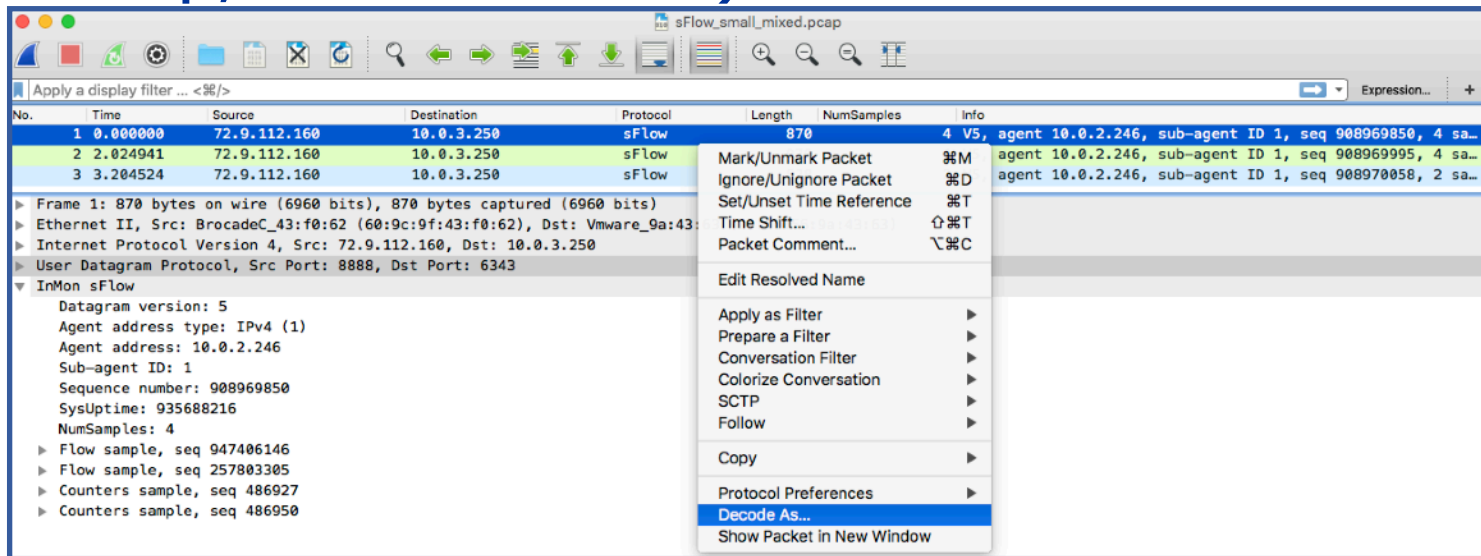 sFlow_small_mixed.pcap
Apply a display filter ... <⌘/>
Expression... +
No. Time Source Destination Protocol Length NumSamples Info
1 0.000000 72.9.112.160 10.0.3.250 sFlow 870 4 V5, agent 10.0.2.246, sub-agent ID 1, seq 908969850, 4 sa…
2 2.024941 72.9.112.160 10.0.3.250 sFlow agent 10.0.2.246, sub-agent ID 1, seq 908969995, 4 sa…
3 3.204524 72.9.112.160 10.0.3.250 sFlow agent 10.0.2.246, sub-agent ID 1, seq 908970058, 2 sa…
Frame 1: 870 bytes on wire (6960 bits), 870 bytes captured (6960 bits)
Ethernet II, Src: BrocadeC_43:f0:62 (60:9c:9f:43:f0:62), Dst: Vmware_9a:43:
Internet Protocol Version 4, Src: 72.9.112.160, Dst: 10.0.3.250
User Datagram Protocol, Src Port: 8888, Dst Port: 6343
InMon sFlow
Datagram version: 5
Agent address type: IPv4 (1)
Agent address: 10.0.2.246
Sub-agent ID: 1
Sequence number: 908969850
SysUptime: 935688216
NumSamples: 4
Flow sample, seq 947406146
Flow sample, seq 257803305
Counters sample, seq 486927
Counters sample, seq 486950
Mark/Unmark Packet ⌘M
Ignore/Unignore Packet ⌘D
Set/Unset Time Reference ⌘T
Time Shift... ⇧⌘T
Packet Comment... ⌥⌘C
Edit Resolved Name
Apply as Filter
Prepare a Filter
Conversation Filter
Colorize Conversation
SCTP
Follow
Copy
Protocol Preferences
Decode As...
Show Packet in New Window